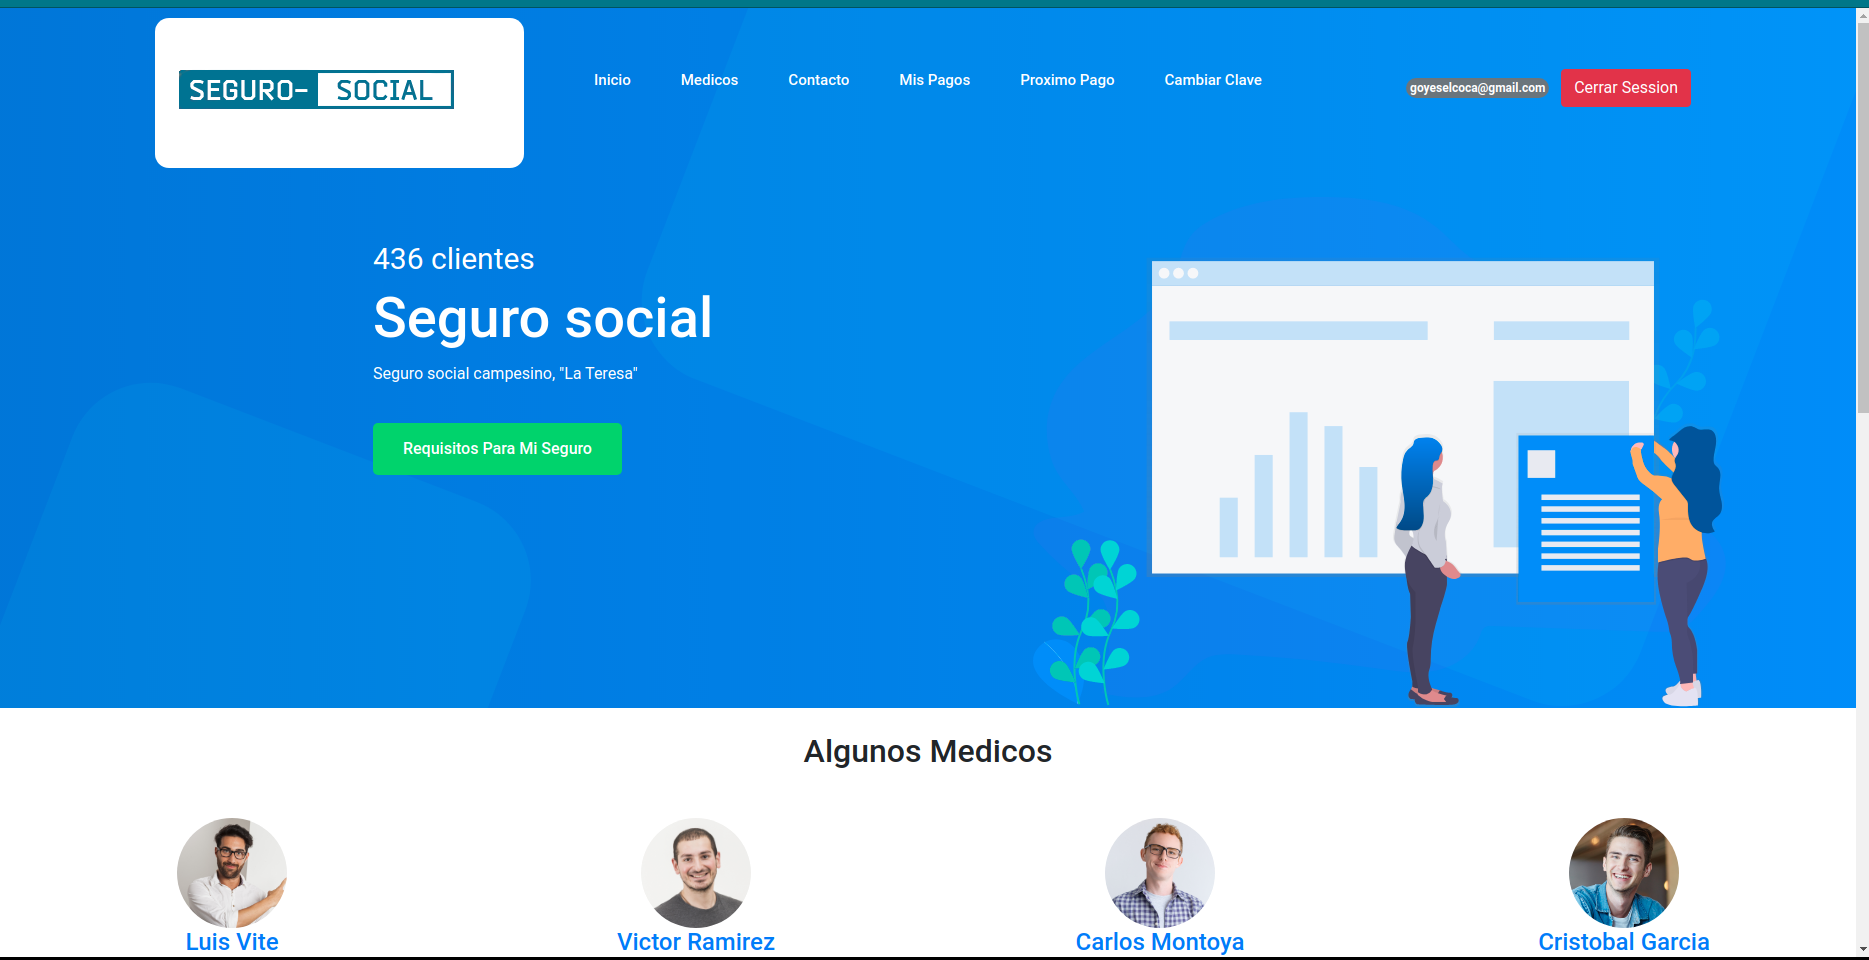 SEGURO- SOCIAL
Inicio Medicos Contacto Mis Pagos Proximo Pago Cambiar Clave
goyeselcoca@gmail.com Cerrar Session
436 clientes
Seguro social
Seguro social campesino, "La Teresa"
Requisitos Para Mi Seguro
Algunos Medicos
Luis Vite Victor Ramirez Carlos Montoya Cristobal Garcia